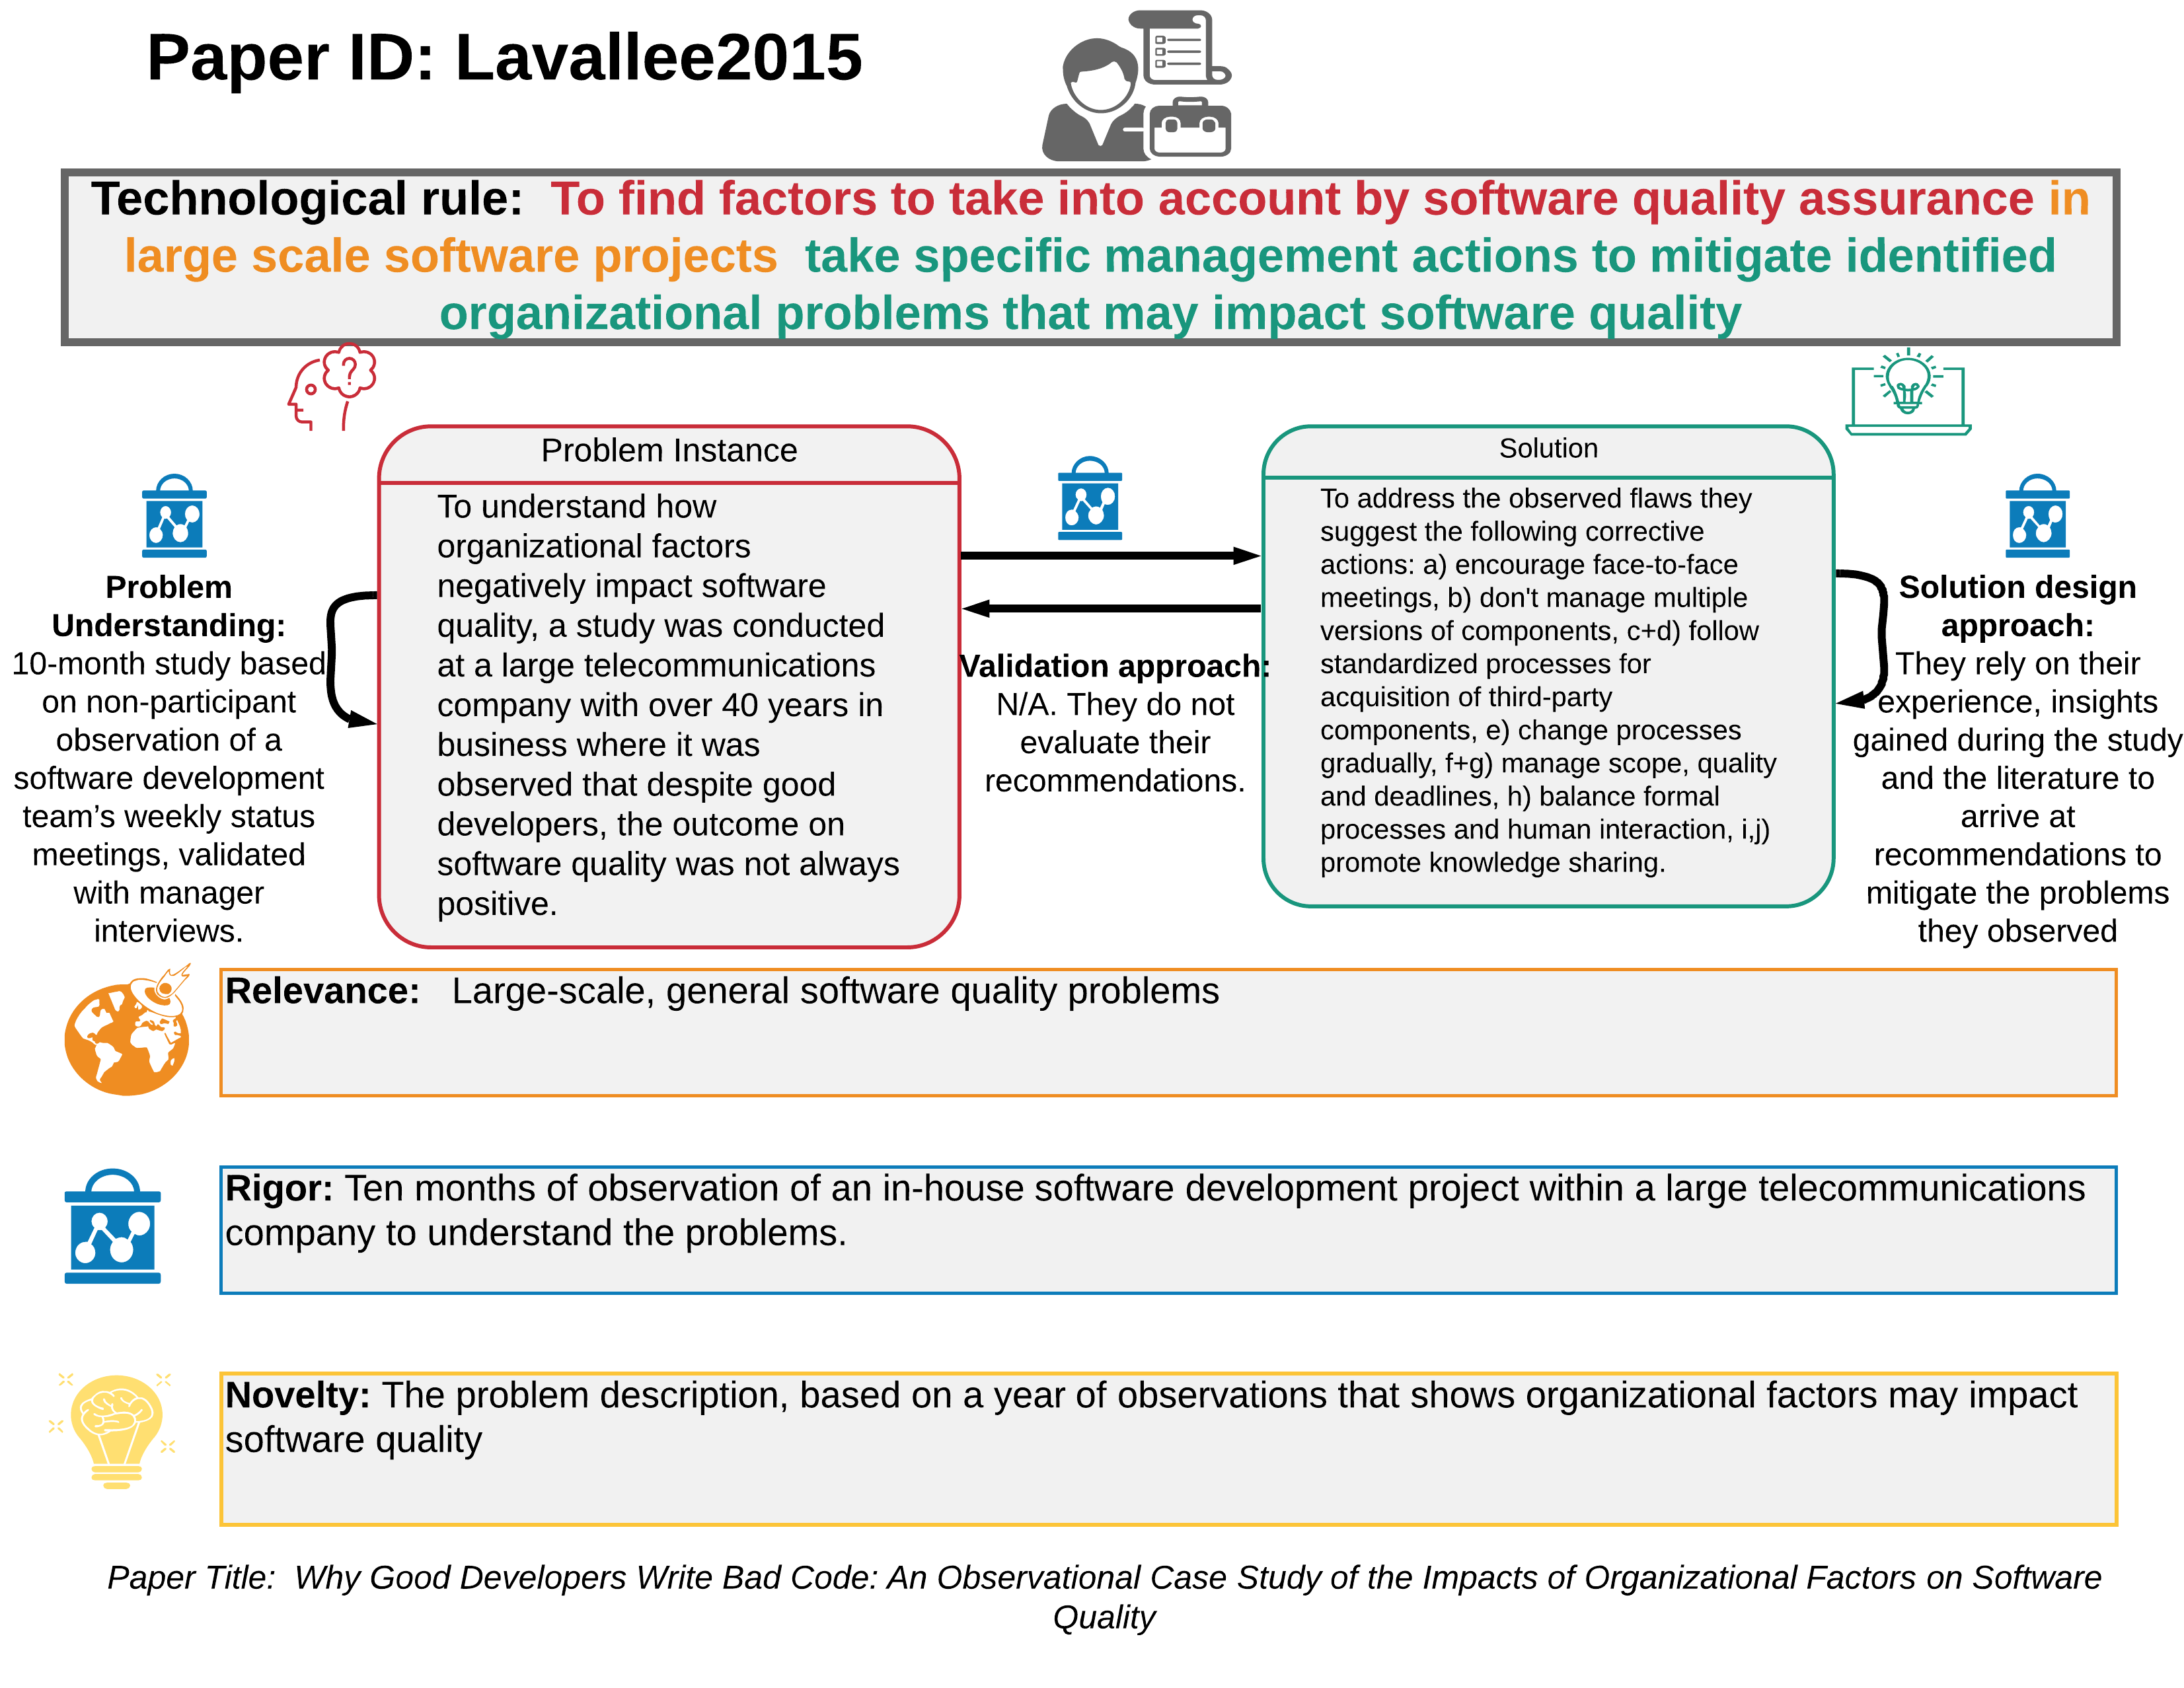 Paper ID: Lavallee2015
Technological rule: To find factors to take into account by software quality assurance in
large scale software projects take specific management actions to mitigate identified
organizational problems that may impact software quality
?
Problem
Understanding:
10-month study based
on non-participant
observation of a
software development
team’s weekly status
meetings, validated
with manager
interviews.
Problem Instance
To understand how
organizational factors
negatively impact software
quality, a study was conducted
at a large telecommunications
company with over 40 years in
business where it was
observed that despite good
developers, the outcome on
software quality was not always
positive.
Validation approach:
N/A. They do not
evaluate their
recommendations.
Solution
To address the observed flaws they
suggest the following corrective
actions: a) encourage face-to-face
meetings, b) don't manage multiple
versions of components, c+d) follow
standardized processes for
acquisition of third-party
components, e) change processes
gradually, f+g) manage scope, quality
and deadlines, h) balance formal
processes and human interaction, i,j)
promote knowledge sharing.
Solution design
approach:
They rely on their
experience, insights
gained during the study
and the literature to
arrive at
recommendations to
mitigate the problems
they observed
Relevance: Large-scale, general software quality problems
Rigor: Ten months of observation of an in-house software development project within a large telecommunications
company to understand the problems.
Novelty: The problem description, based on a year of observations that shows organizational factors may impact
software quality
Paper Title: Why Good Developers Write Bad Code: An Observational Case Study of the Impacts of Organizational Factors on Software
Quality